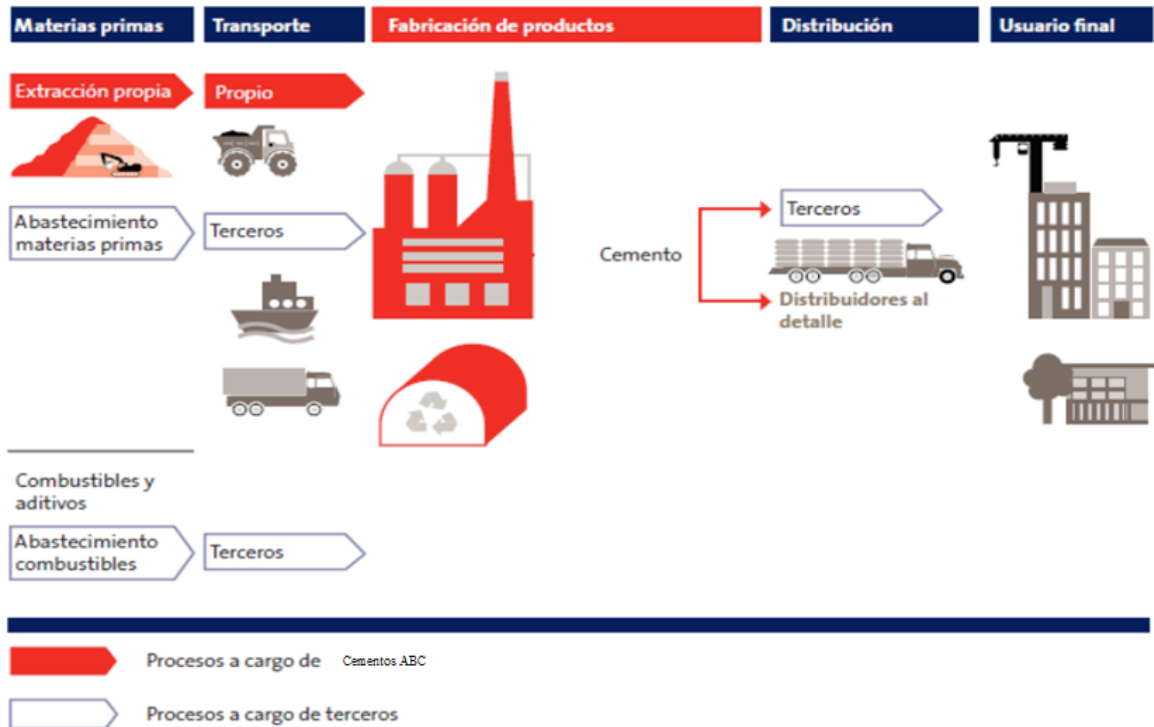 Materias primas
Transporte
Fabricación de productos
Distribución
Usuario final
Extracción propia
Propio
Abastecimiento
materias primas
Terceros
Cemento
Terceros
Distribuidores al
detalle
Combustibles y
aditivos
Abastecimiento
combustibles
Terceros
Procesos a cargo de Cementos ABC
Procesos a cargo de terceros